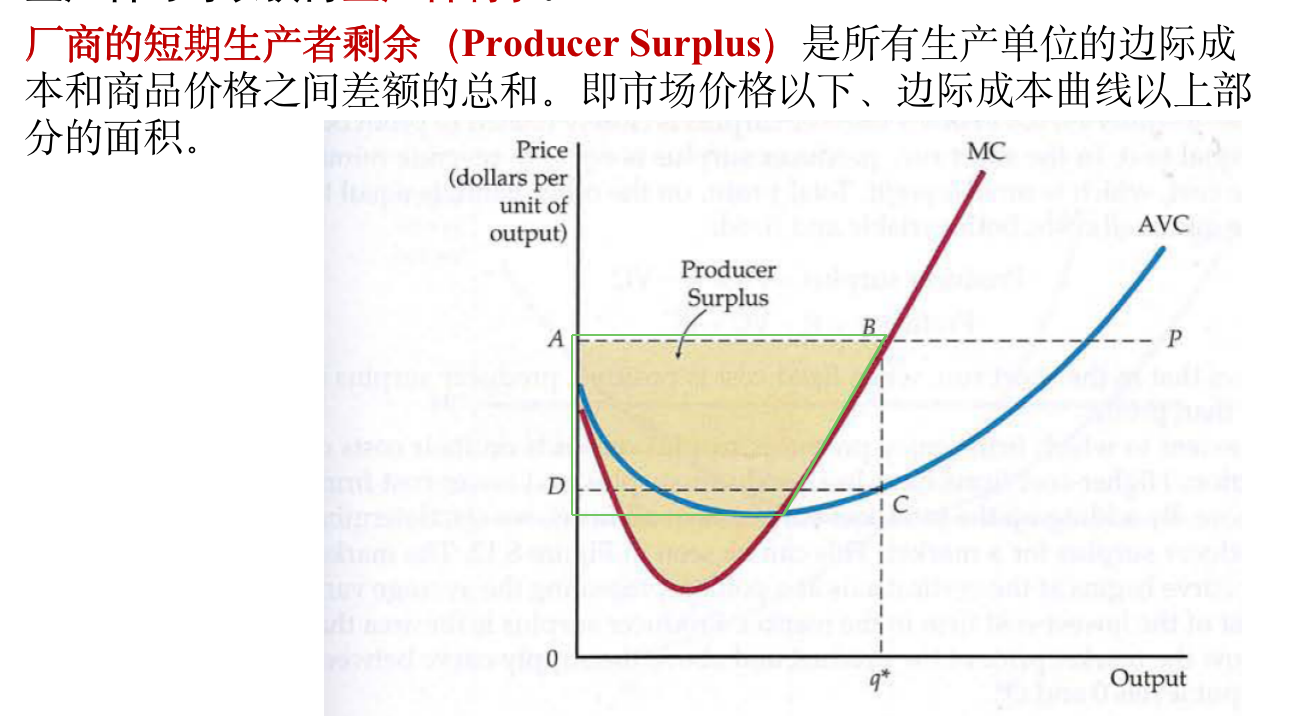 厂商的短期生产者剩余（Producer Surplus）是所有生产单位的边际成
本和商品价格之间差额的总和。即市场价格以下、边际成本曲线以上部
分的面积。
Price
(dollars per
unit of
output)
MC
AVC
Producer
Surplus
A
B
P
D
C
0
q*
Output